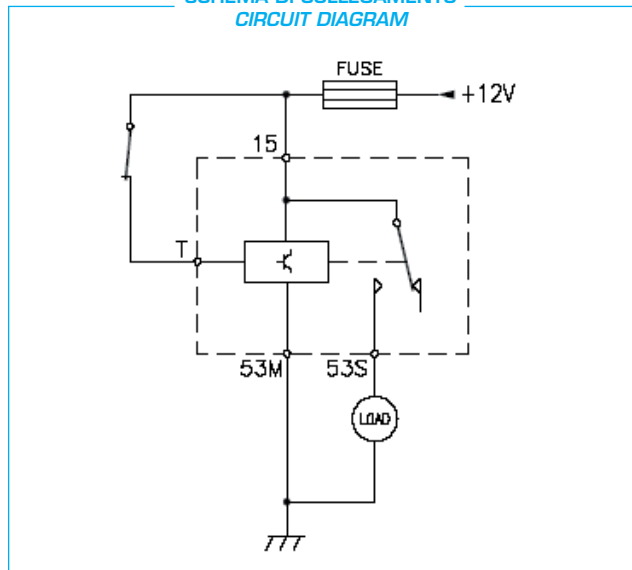 SCHEMA DI COLLEGAMENTO
CIRCUIT DIAGRAM
FUSE
+12V
15
T
53M
53S
LOAD